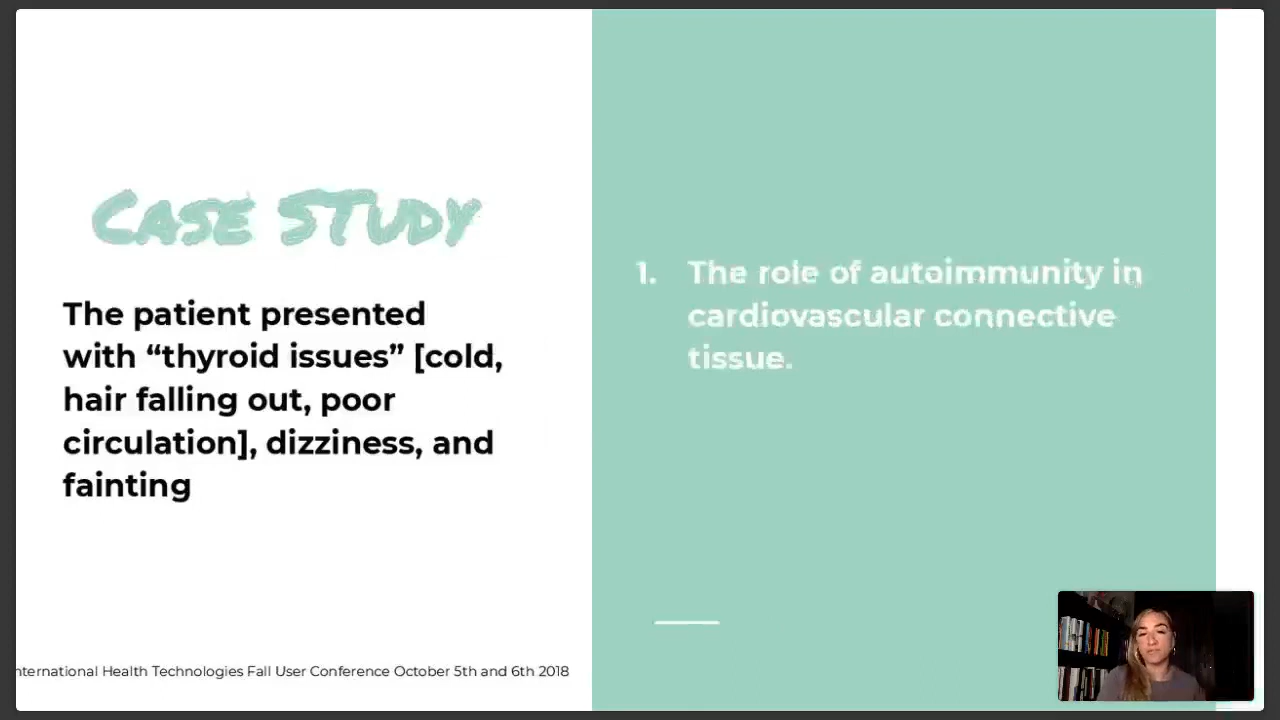 CASE STUDY
The patient presented
with “thyroid issues” [cold,
hair falling out, poor
circulation], dizziness, and
fainting
1. The role of autoimmunity in
cardiovascular connective
tissue.
nternational Health Technologies Fall User Conference October 5th and 6th 2018